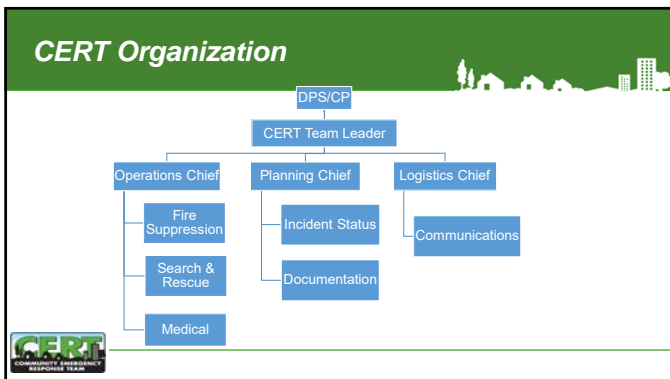 CERT Organization
DPS/CP
CERT Team Leader
Operations Chief
Planning Chief
Logistics Chief
Fire
Suppression
Incident Status
Communications
Search &
Rescue
Documentation
Medical
CERT
COMMUNITY EMERGENCY
RESPONSE TEAM